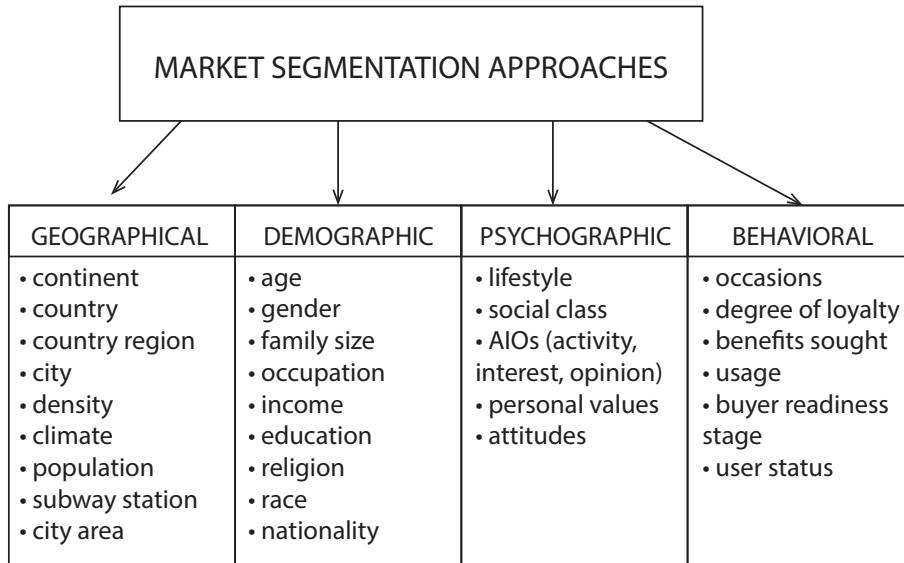 MARKET SEGMENTATION APPROACHES
GEOGRAPHICAL
• continent
• country
• country region
• city
• density
• climate
• population
• subway station
• city area
DEMOGRAPHIC
• age
• gender
• family size
• occupation
• income
• education
• religion
• race
• nationality
PSYCHOGRAPHIC
• lifestyle
• social class
• AIOs (activity,
interest, opinion)
• personal values
• attitudes
BEHAVIORAL
• occasions
• degree of loyalty
• benefits sought
• usage
• buyer readiness
stage
• user status